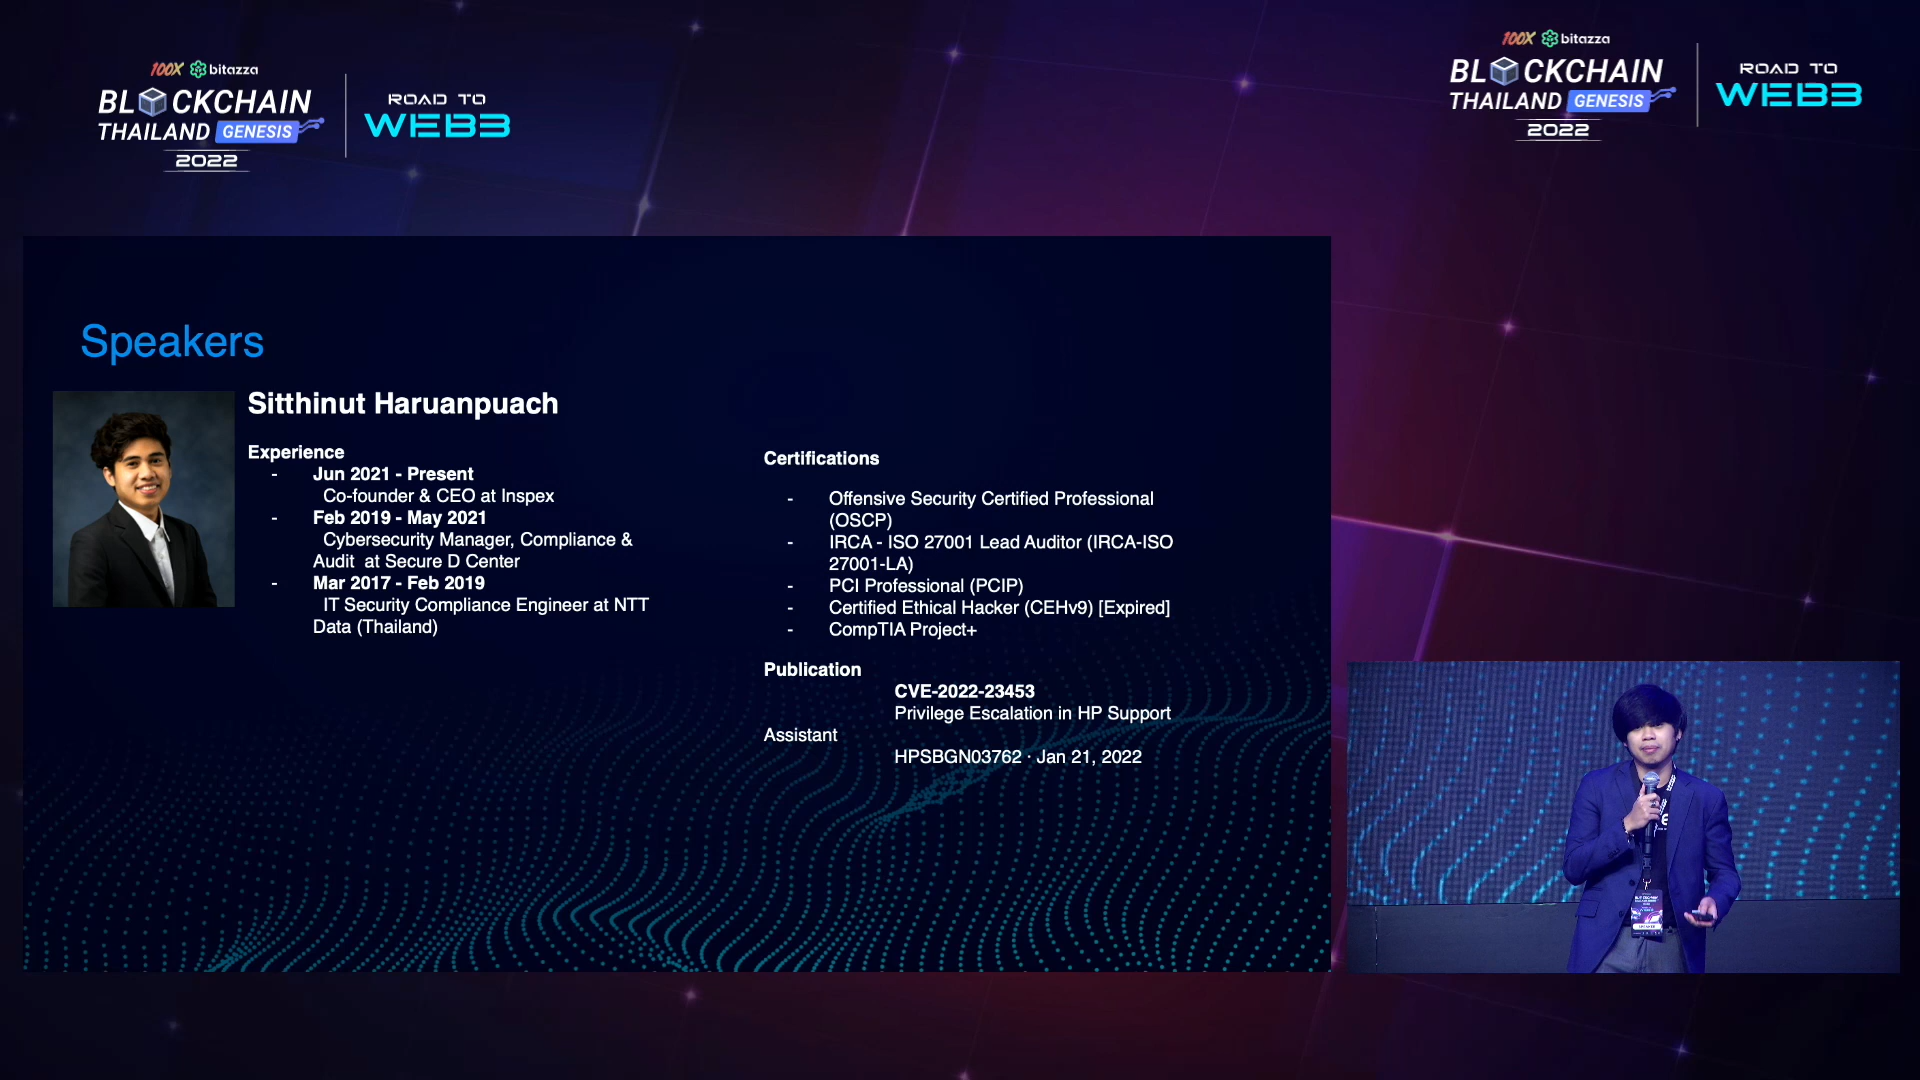 100X bitazza
BLOCKCHAIN
THAILAND GENESIS
2022
ROAD TO
WEB3
100X bitazza
BLOCKCHAIN
THAILAND GENESIS
2022
ROAD TO
WEB3
Speakers
Sitthinut Haruanpuach
Experience
- Jun 2021 - Present
Co-founder & CEO at Inspex
- Feb 2019 - May 2021
Cybersecurity Manager, Compliance &
Audit at Secure D Center
- Mar 2017 - Feb 2019
IT Security Compliance Engineer at NTT
Data (Thailand)
Certifications
- Offensive Security Certified Professional
(OSCP)
- IRCA - ISO 27001 Lead Auditor (IRCA-ISO
27001-LA)
- PCI Professional (PCIP)
- Certified Ethical Hacker (CEHv9) [Expired]
- CompTIA Project+
Publication
CVE-2022-23453
Privilege Escalation in HP Support
Assistant
HPSBGN03762 · Jan 21, 2022